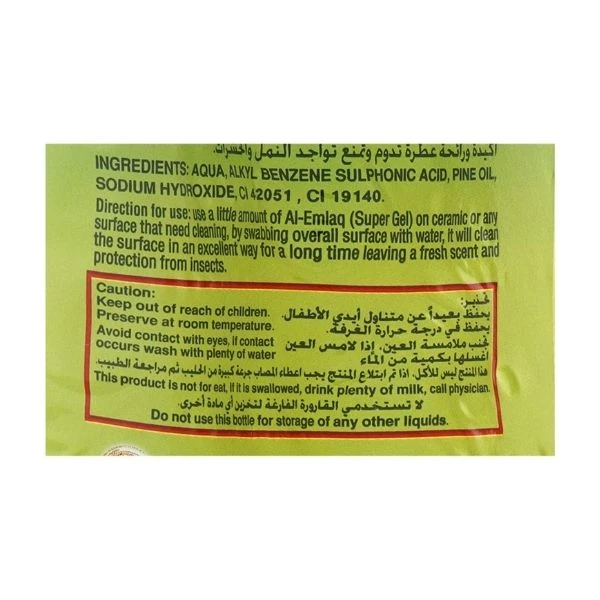 أكيدة ورائحة عطرة تدوم وتمنع تواجد النمل والحشرات.
INGREDIENTS: AQUA, ALKYL BENZENE SULPHONIC ACID, PINE OIL,
SODIUM HYDROXIDE, CI 42051 , CI 19140.
Direction for use: use a little amount of Al-Emlaq (Super Gel) on ceramic or any
surface that need cleaning, by swabbing overall surface with water, it will clean
the surface in an excellent way for a long time leaving a fresh scent and
protection from insects.
Caution:
Keep out of reach of children.
Preserve at room temperature.
Avoid contact with eyes, if contact
occurs wash with plenty of water
تحذير:
يحفظ بعيداً عن متناول أيدي الأطفال.
يحفظ في درجة حرارة الغرفة.
تجنب ملامسة العين، إذا لامس العين
اغسلها بكمية من الماء
هذا المنتج ليس للأكل. اذا تم ابتلاع المنتج يجب اعطاء المصاب جرعة كبيرة من الحليب ثم مراجعة الطبيب.
This product is not for eat, If it is swallowed, drink plenty of milk, call physician.
لا تستخدمي القارورة الفارغة لتخزين أي مادة أخرى.
Do not use this bottle for storage of any other liquids.